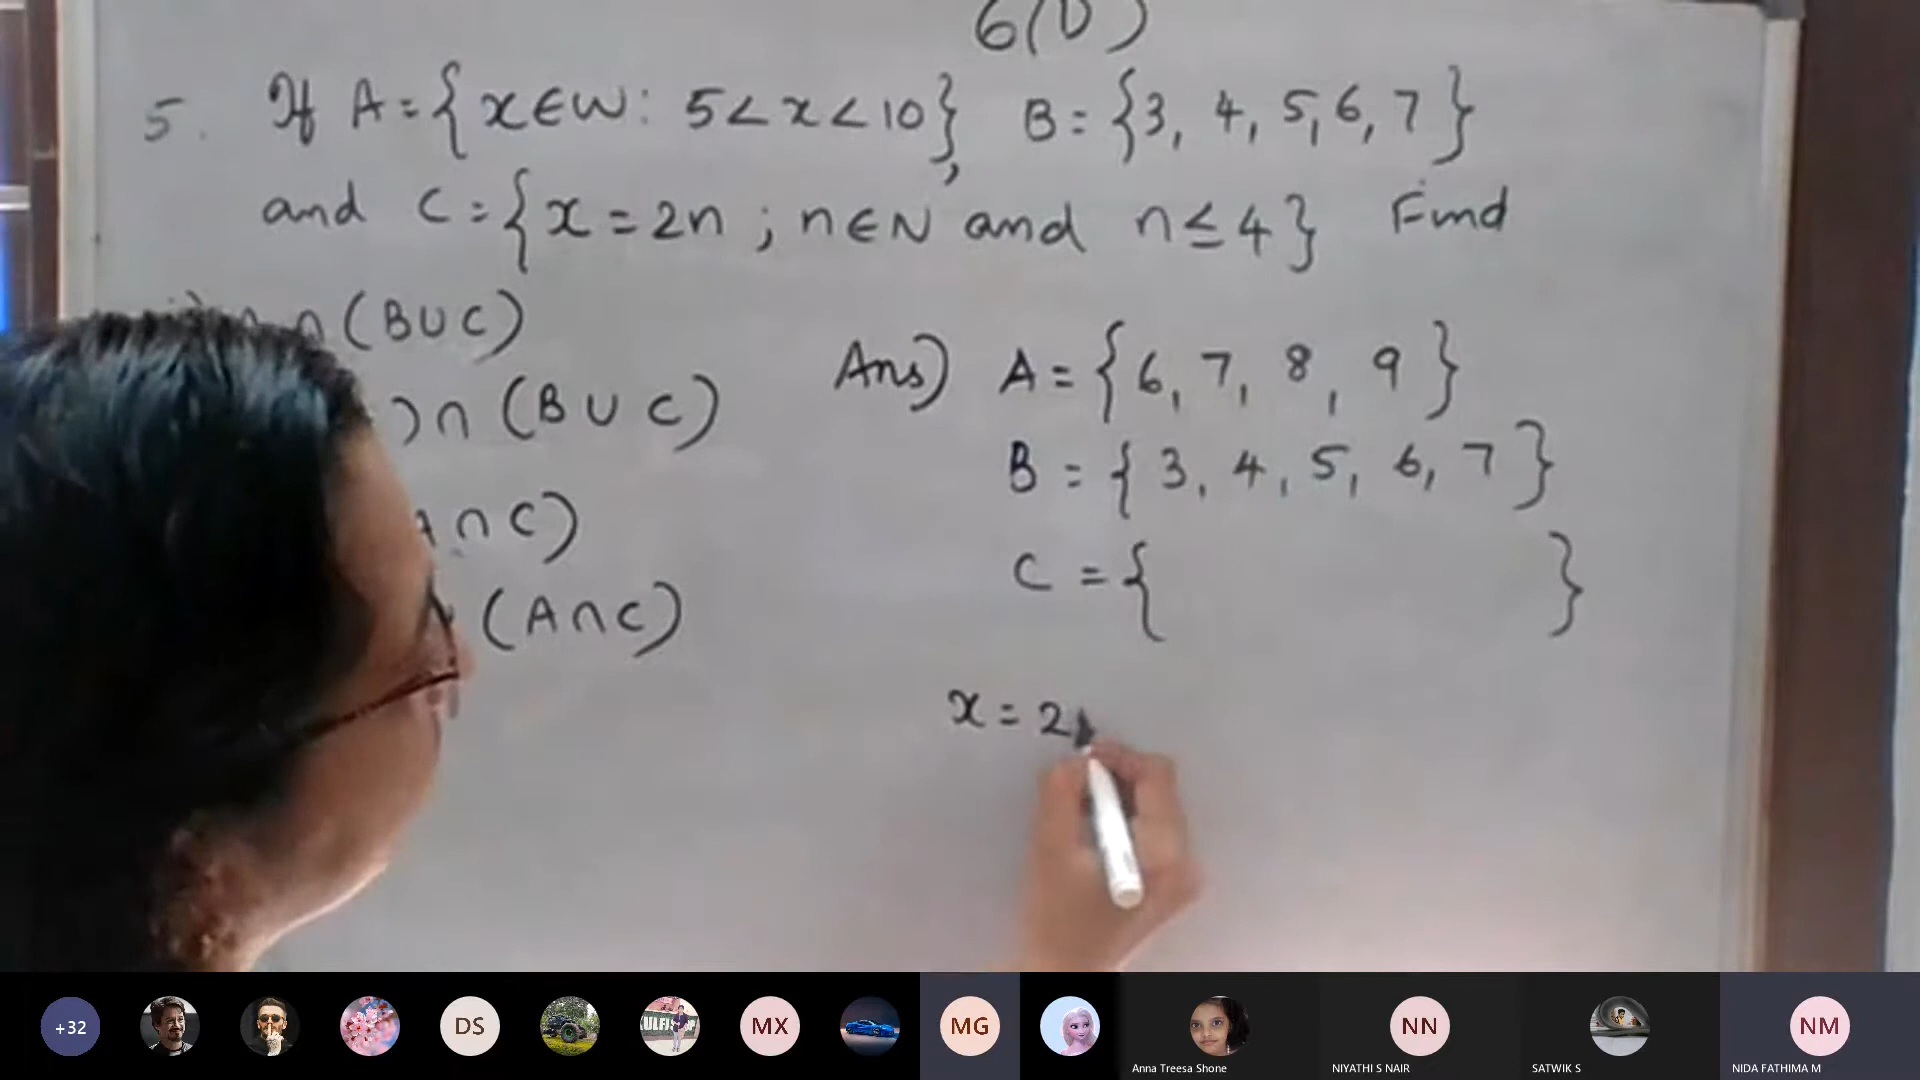 6(D)
5. If A = {x∈W: 5<x<10}, B = {3, 4, 5, 6, 7}
and C = {x = 2n ; n∈N and n≤4} Find
∩ (B∪C)
)∩ (B∪C)
A∩C)
(A∩C)
Ans) A = {6, 7, 8, 9}
B = {3, 4, 5, 6, 7}
C = { }
x = 2
+32
DS
KULFI
MX
MG
Anna Treesa Shone
NN
NIYATHI S NAIR
SATWIK S
NM
NIDA FATHIMA M